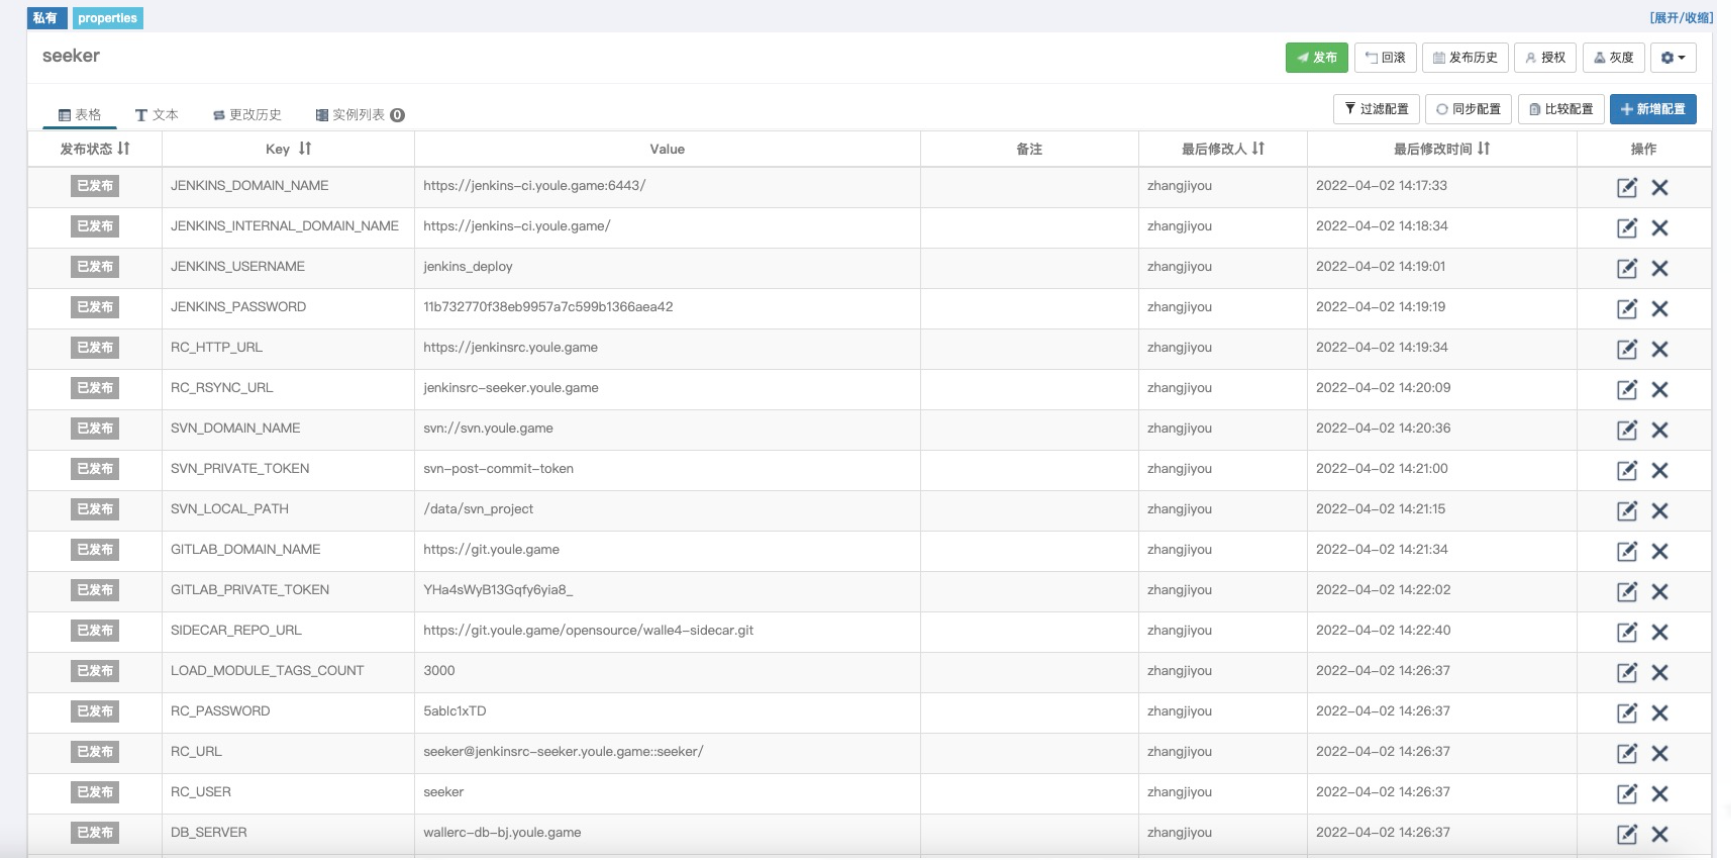 私有 properties [展开/收缩]
seeker 发布 回滚 发布历史 授权 灰度
表格 文本 更改历史 实例列表 0 过滤配置 同步配置 比较配置 新增配置
发布状态 Key Value 备注 最后修改人 最后修改时间 操作
已发布 JENKINS_DOMAIN_NAME https://jenkins-ci.youle.game:6443/ zhangjiyou 2022-04-02 14:17:33
已发布 JENKINS_INTERNAL_DOMAIN_NAME https://jenkins-ci.youle.game/ zhangjiyou 2022-04-02 14:18:34
已发布 JENKINS_USERNAME jenkins_deploy zhangjiyou 2022-04-02 14:19:01
已发布 JENKINS_PASSWORD 11b732770f38eb9957a7c599b1366aea42 zhangjiyou 2022-04-02 14:19:19
已发布 RC_HTTP_URL https://jenkinsrc.youle.game zhangjiyou 2022-04-02 14:19:34
已发布 RC_RSYNC_URL jenkinsrc-seeker.youle.game zhangjiyou 2022-04-02 14:20:09
已发布 SVN_DOMAIN_NAME svn://svn.youle.game zhangjiyou 2022-04-02 14:20:36
已发布 SVN_PRIVATE_TOKEN svn-post-commit-token zhangjiyou 2022-04-02 14:21:00
已发布 SVN_LOCAL_PATH /data/svn_project zhangjiyou 2022-04-02 14:21:15
已发布 GITLAB_DOMAIN_NAME https://git.youle.game zhangjiyou 2022-04-02 14:21:34
已发布 GITLAB_PRIVATE_TOKEN YHa4sWyB13Gqfy6yia8_ zhangjiyou 2022-04-02 14:22:02
已发布 SIDECAR_REPO_URL https://git.youle.game/opensource/walle4-sidecar.git zhangjiyou 2022-04-02 14:22:40
已发布 LOAD_MODULE_TAGS_COUNT 3000 zhangjiyou 2022-04-02 14:26:37
已发布 RC_PASSWORD 5ablc1xTD zhangjiyou 2022-04-02 14:26:37
已发布 RC_URL seeker@jenkinsrc-seeker.youle.game::seeker/ zhangjiyou 2022-04-02 14:26:37
已发布 RC_USER seeker zhangjiyou 2022-04-02 14:26:37
已发布 DB_SERVER wallerc-db-bj.youle.game zhangjiyou 2022-04-02 14:26:37